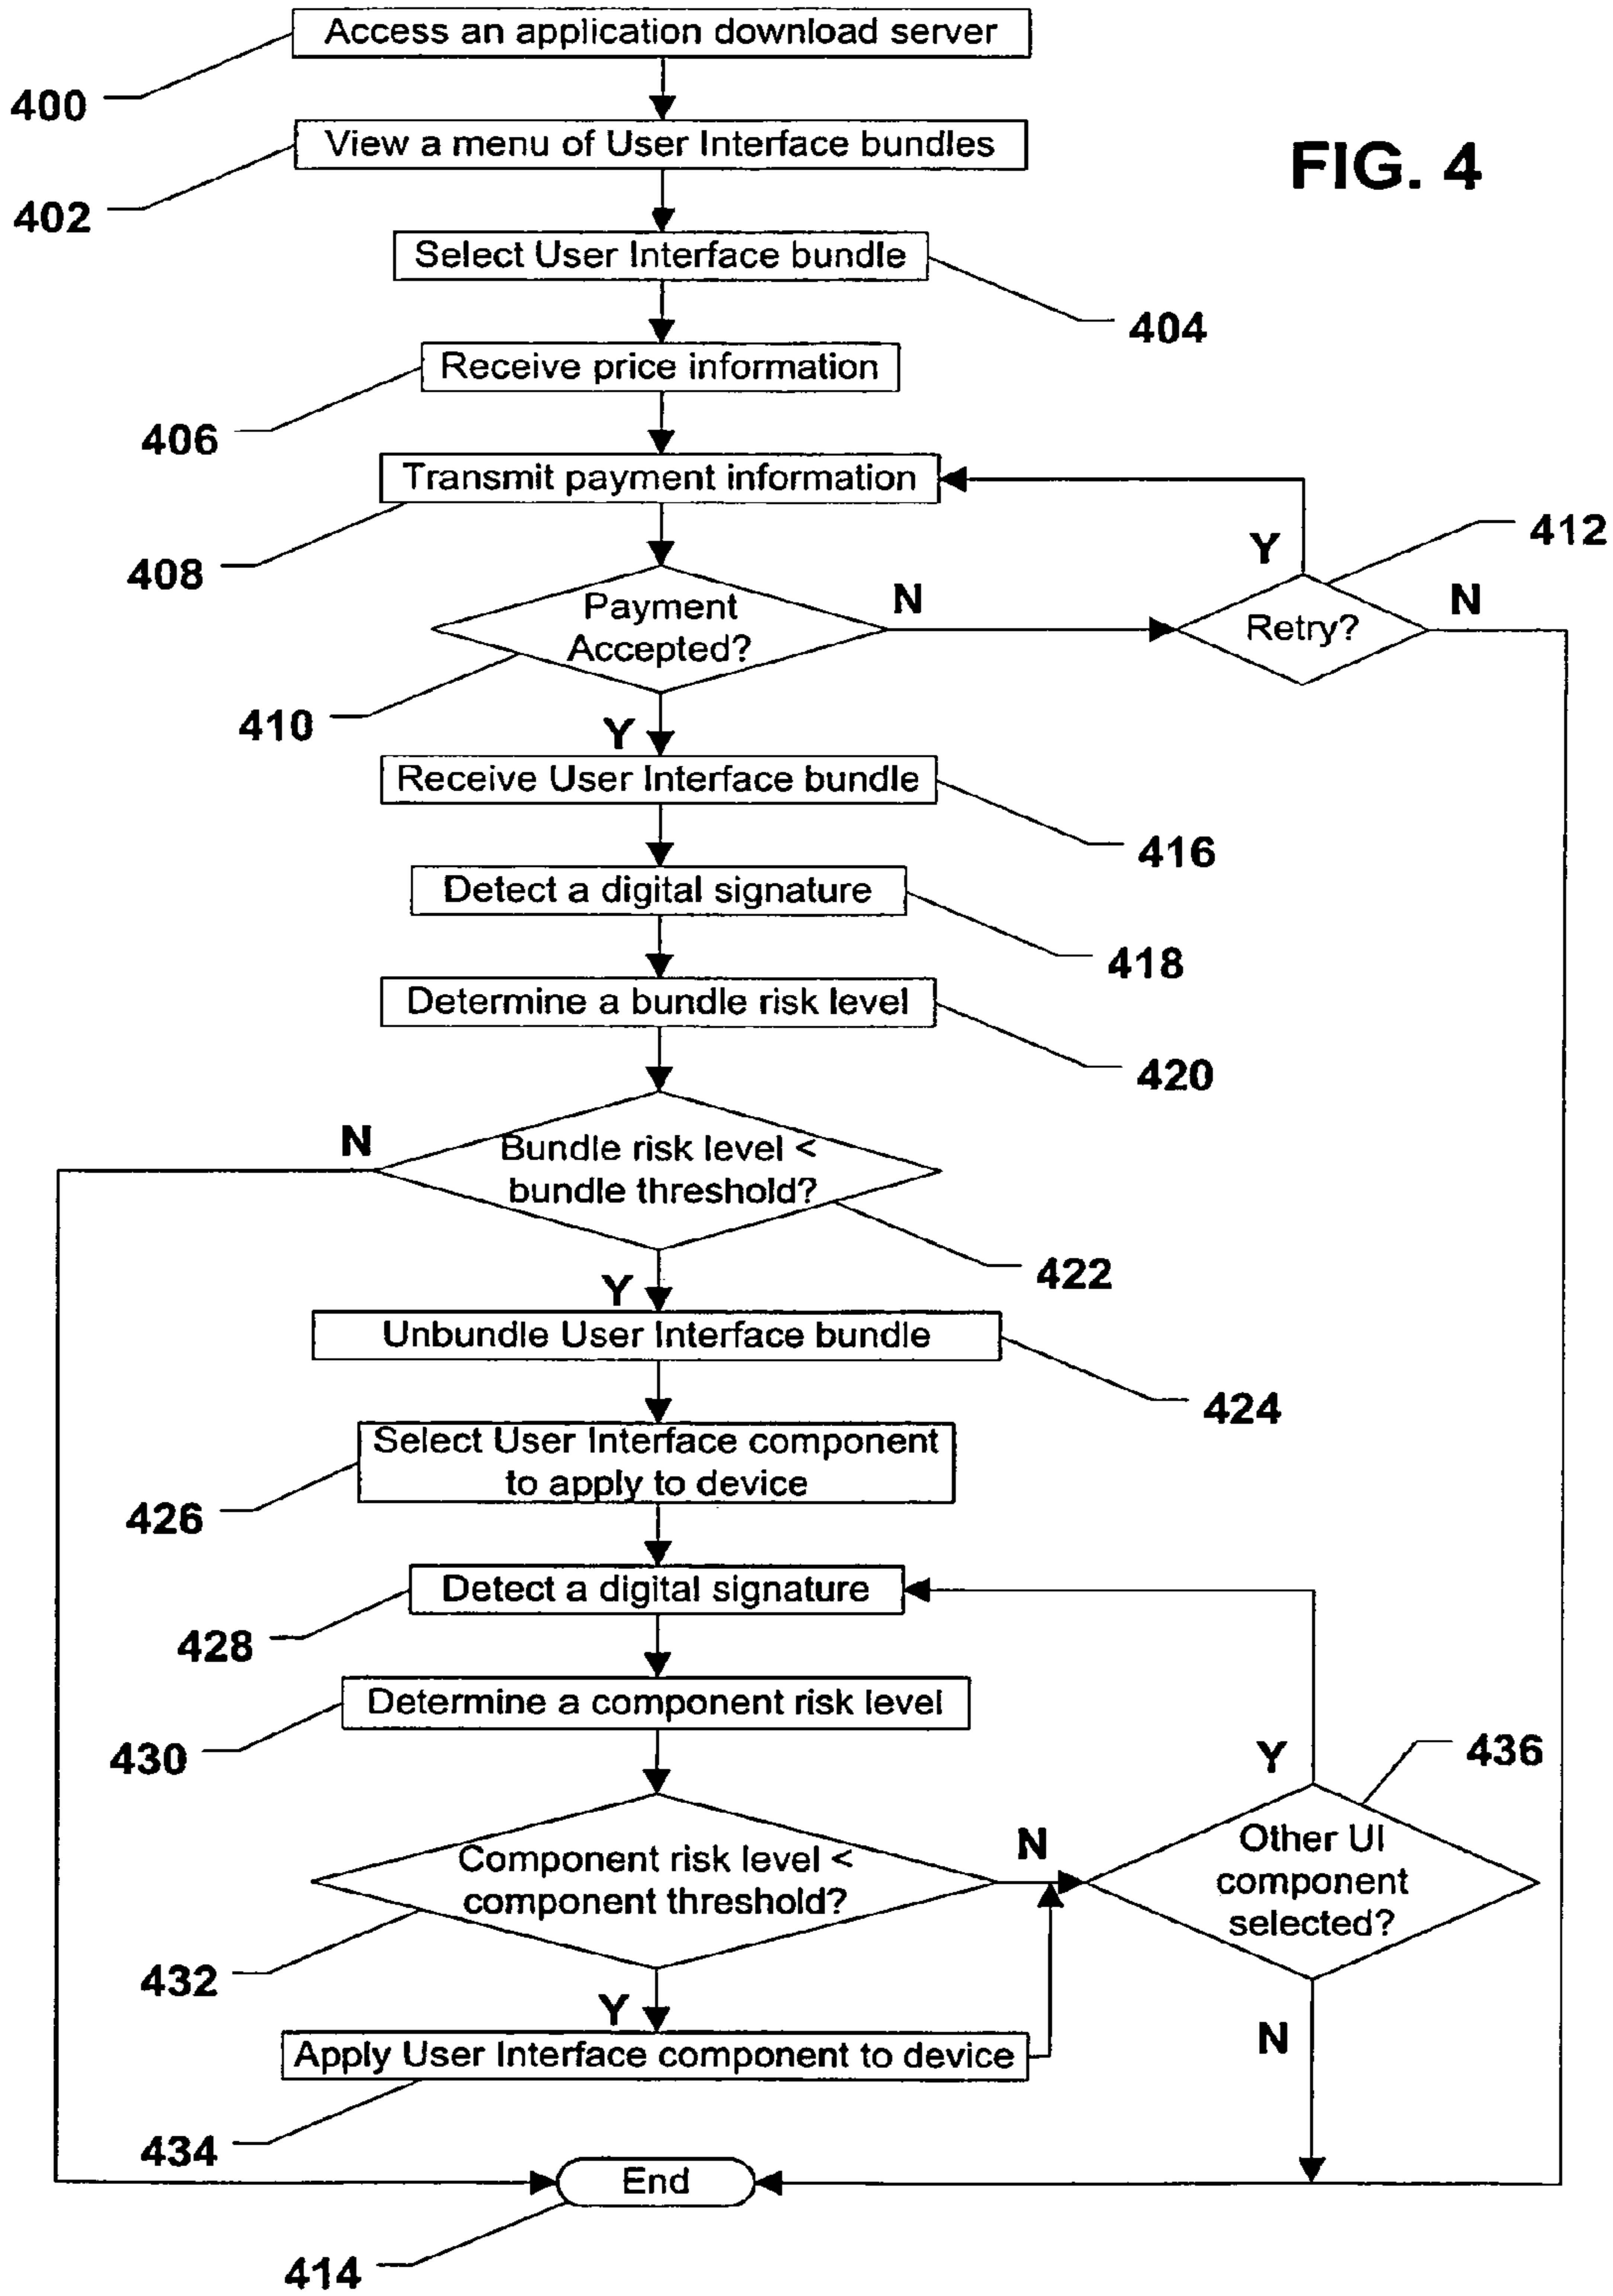 Access an application download server
400
View a menu of User Interface bundles
FIG. 4
402
Select User Interface bundle
404
Receive price information
406
Transmit payment information
408
412
Y
Payment
Accepted?
N
Retry?
N
410
Y
Receive User Interface bundle
416
Detect a digital signature
418
Determine a bundle risk level
420
N
Bundle risk level <
bundle threshold?
422
Y
Unbundle User Interface bundle
424
Select User Interface component
to apply to device
426
Detect a digital signature
428
Determine a component risk level
430
436
Y
Component risk level <
component threshold?
N
Other UI
component
selected?
432
Y
N
Apply User Interface component to device
434
End
414